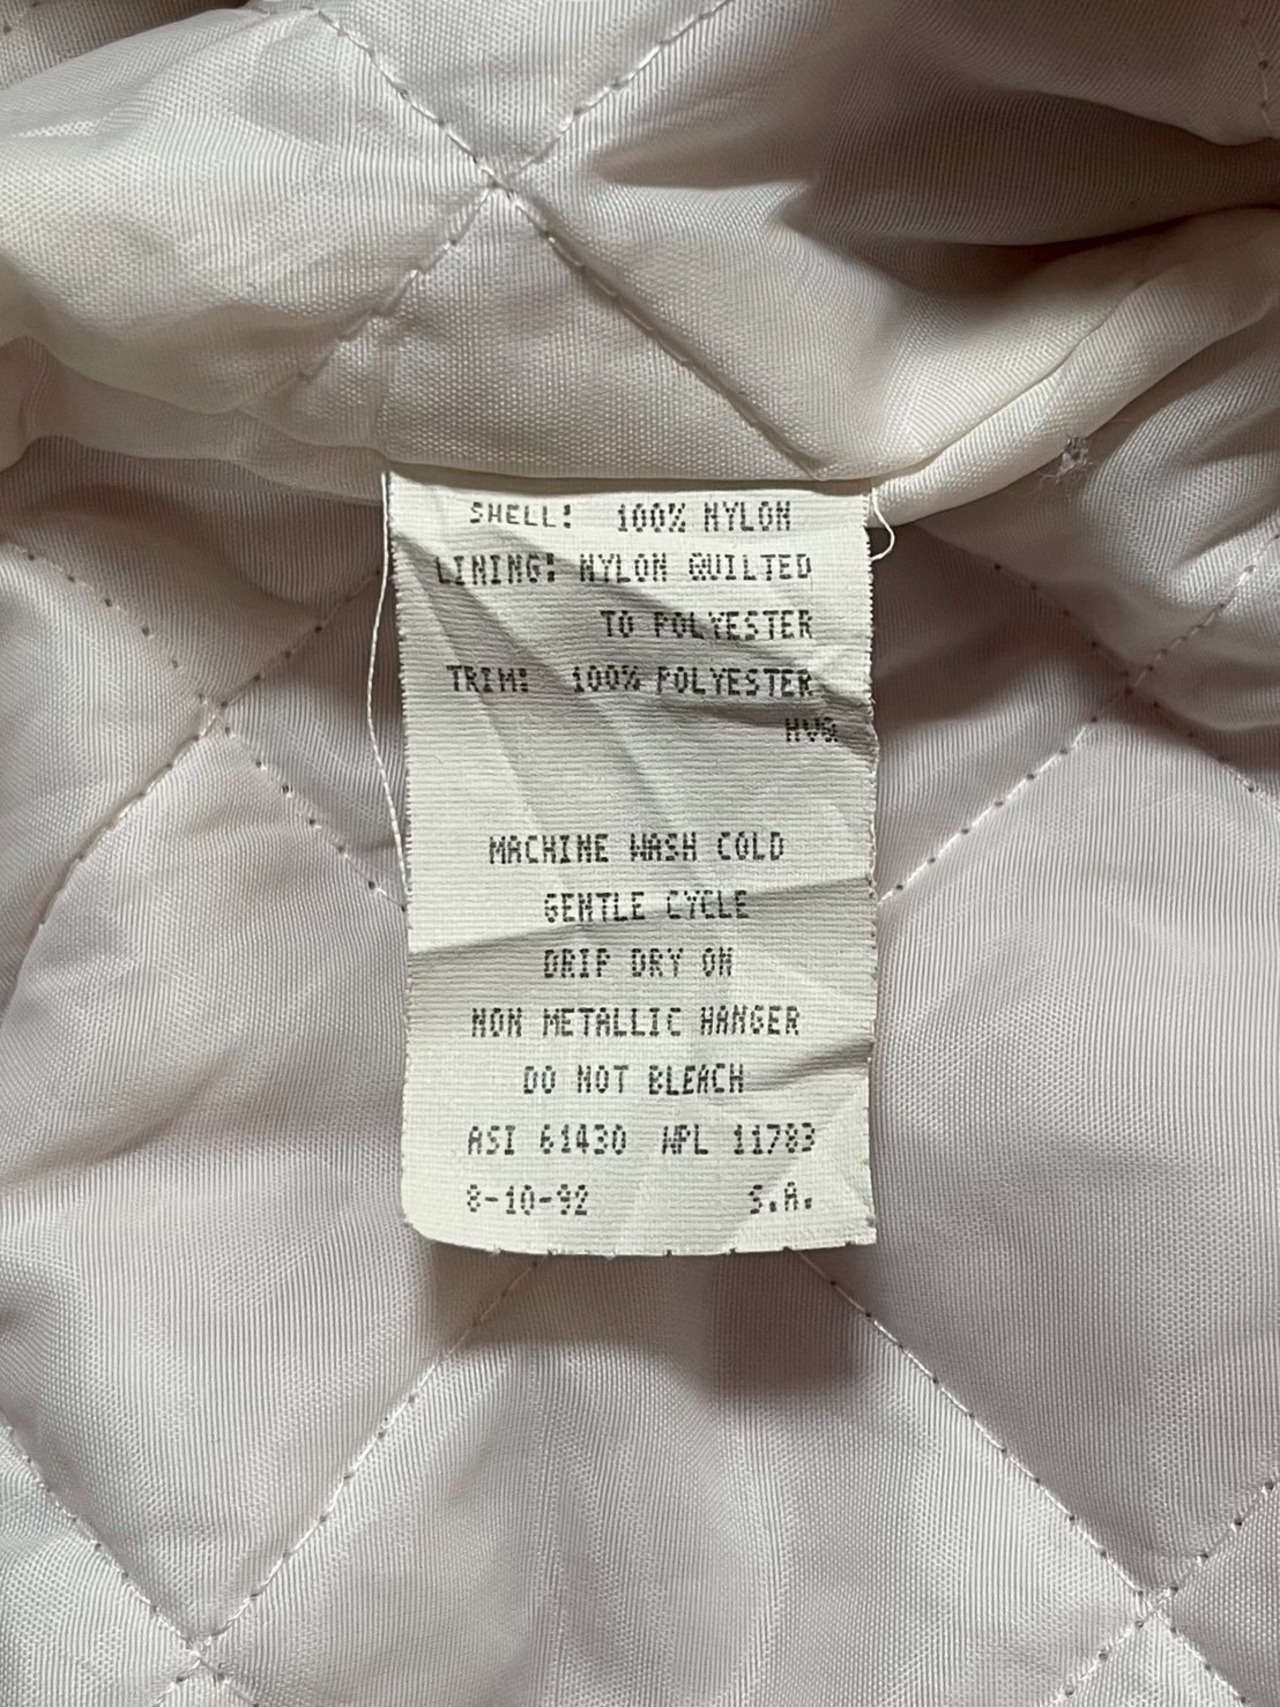 SHELL: 100% NYLON
LINING: NYLON QUILTED
TO POLYESTER
TRIM: 100% POLYESTER
HVQ
MACHINE WASH COLD
GENTLE CYCLE
DRIP DRY ON
NON METALLIC HANGER
DO NOT BLEACH
ASI 61430 WPL 11783
8-10-92 S.A.